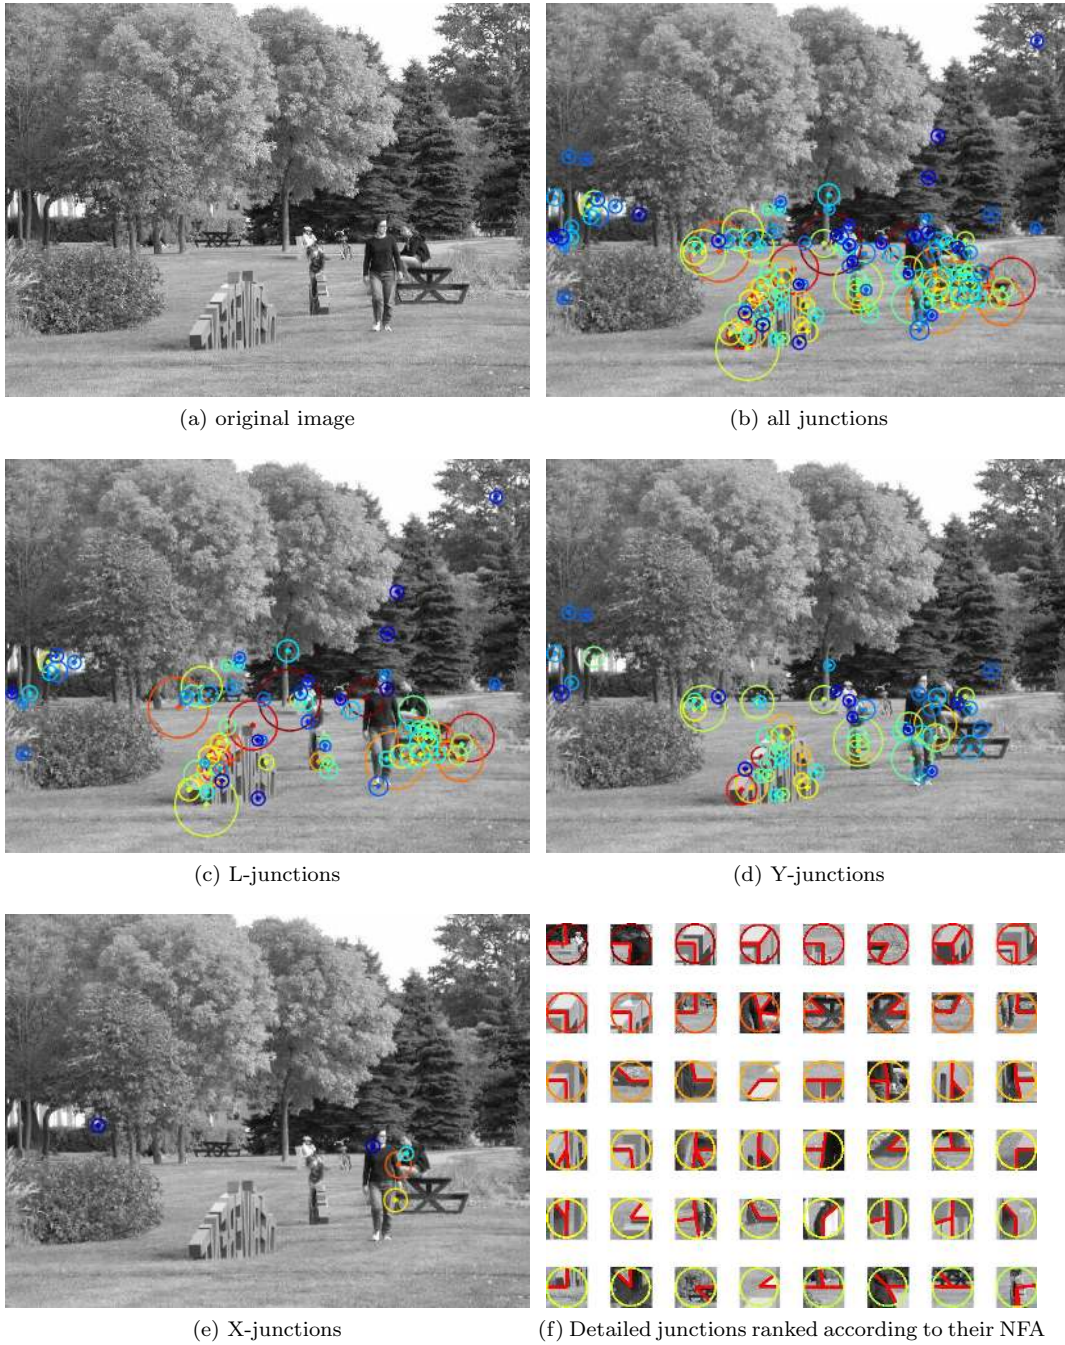 (a) original image
(b) all junctions
(c) L-junctions
(d) Y-junctions
(e) X-junctions
(f) Detailed junctions ranked according to their NFA